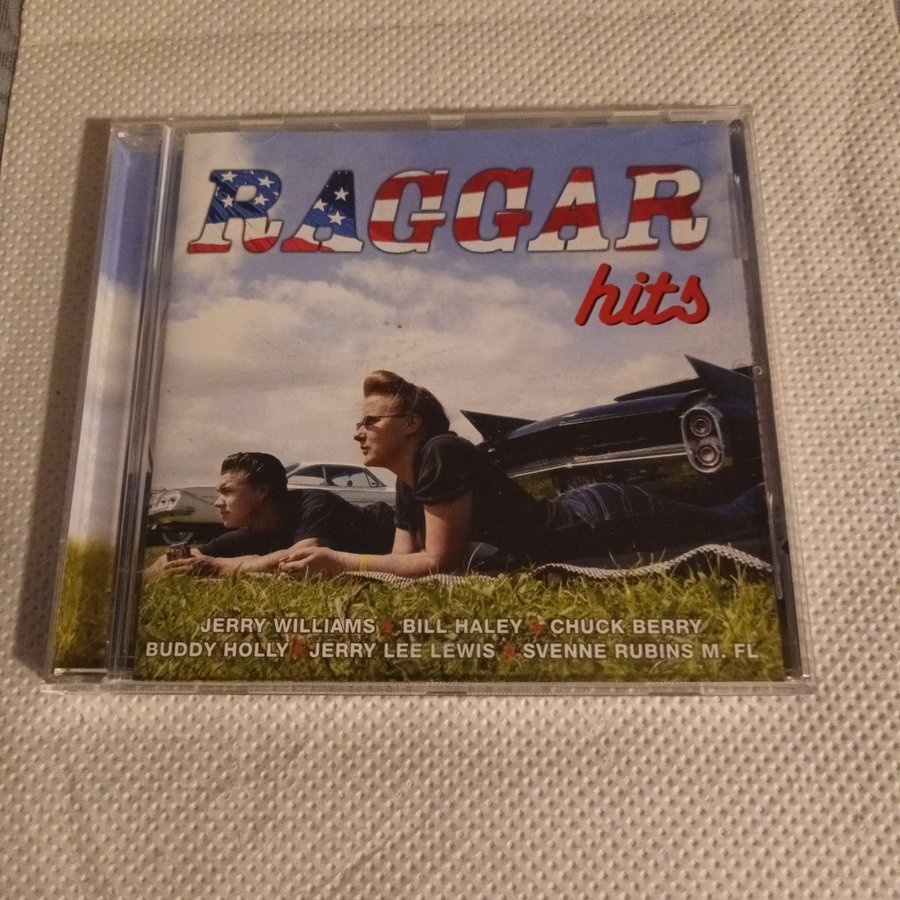 RAGGAR
hits
JERRY WILLIAMS ★ BILL HALEY ★ CHUCK BERRY
BUDDY HOLLY ★ JERRY LEE LEWIS ★ SVENNE RUBINS M. FL